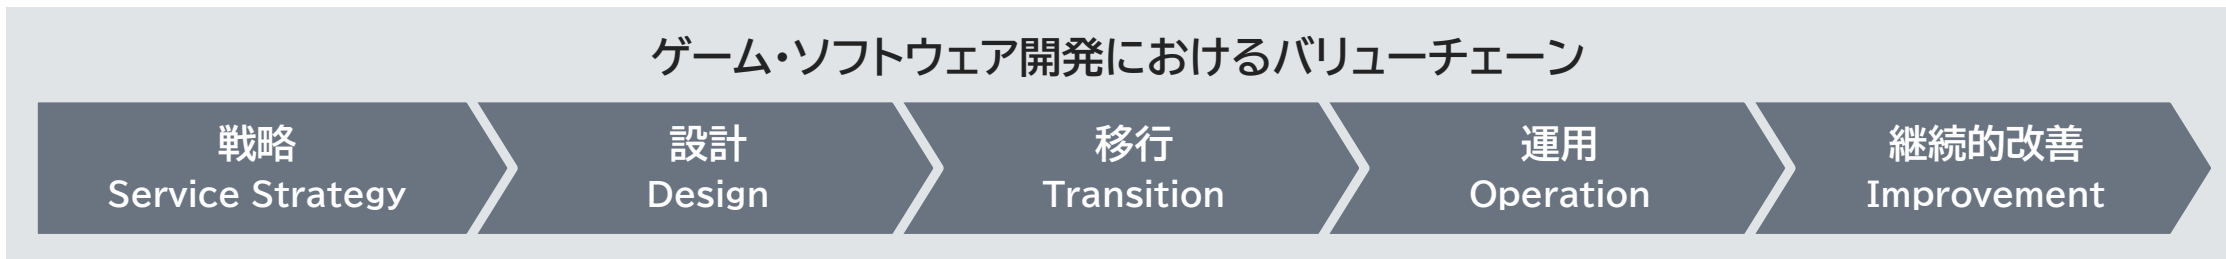 ゲーム・ソフトウェア開発におけるバリューチェーン
戦略
Service Strategy
設計
Design
移行
Transition
運用
Operation
継続的改善
Improvement